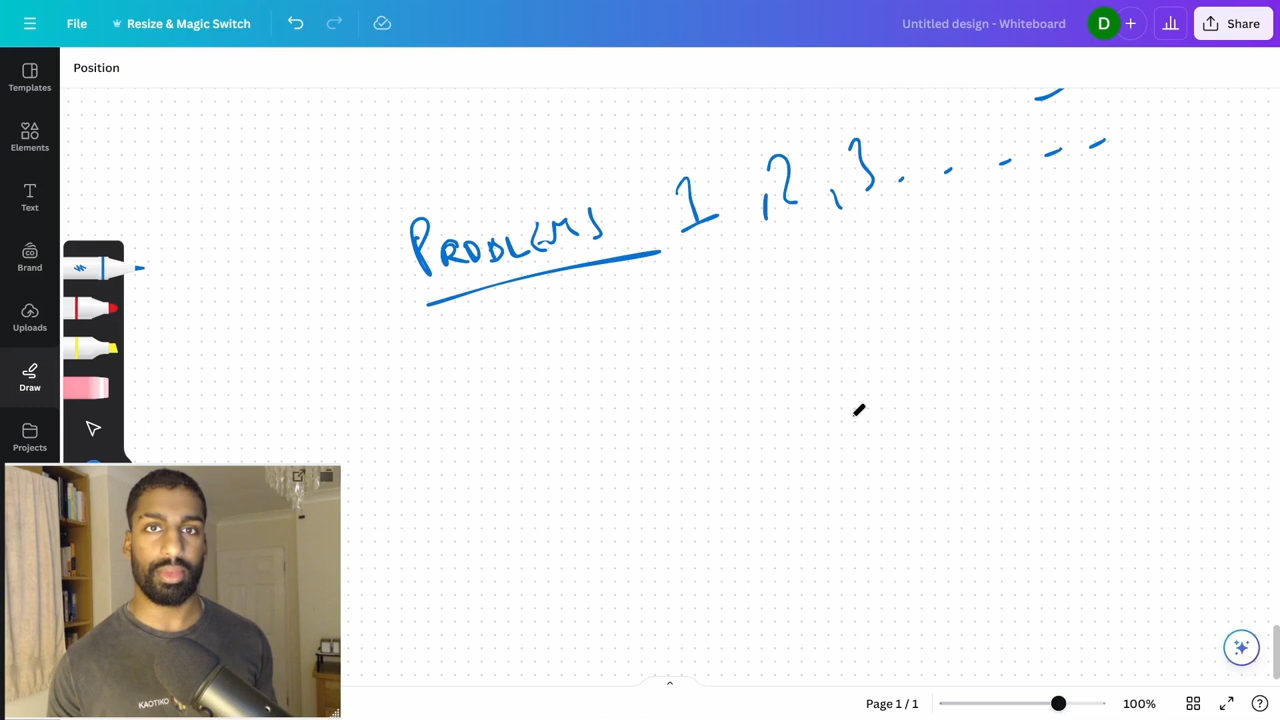 File
Resize & Magic Switch
Untitled design - Whiteboard
D
+
Share
Templates
Position
Elements
Text
Brand
Uploads
Draw
Projects
PROBLEMS 1, 2, 3. . - - -
KAOTIKO
Page 1 / 1
100%
?